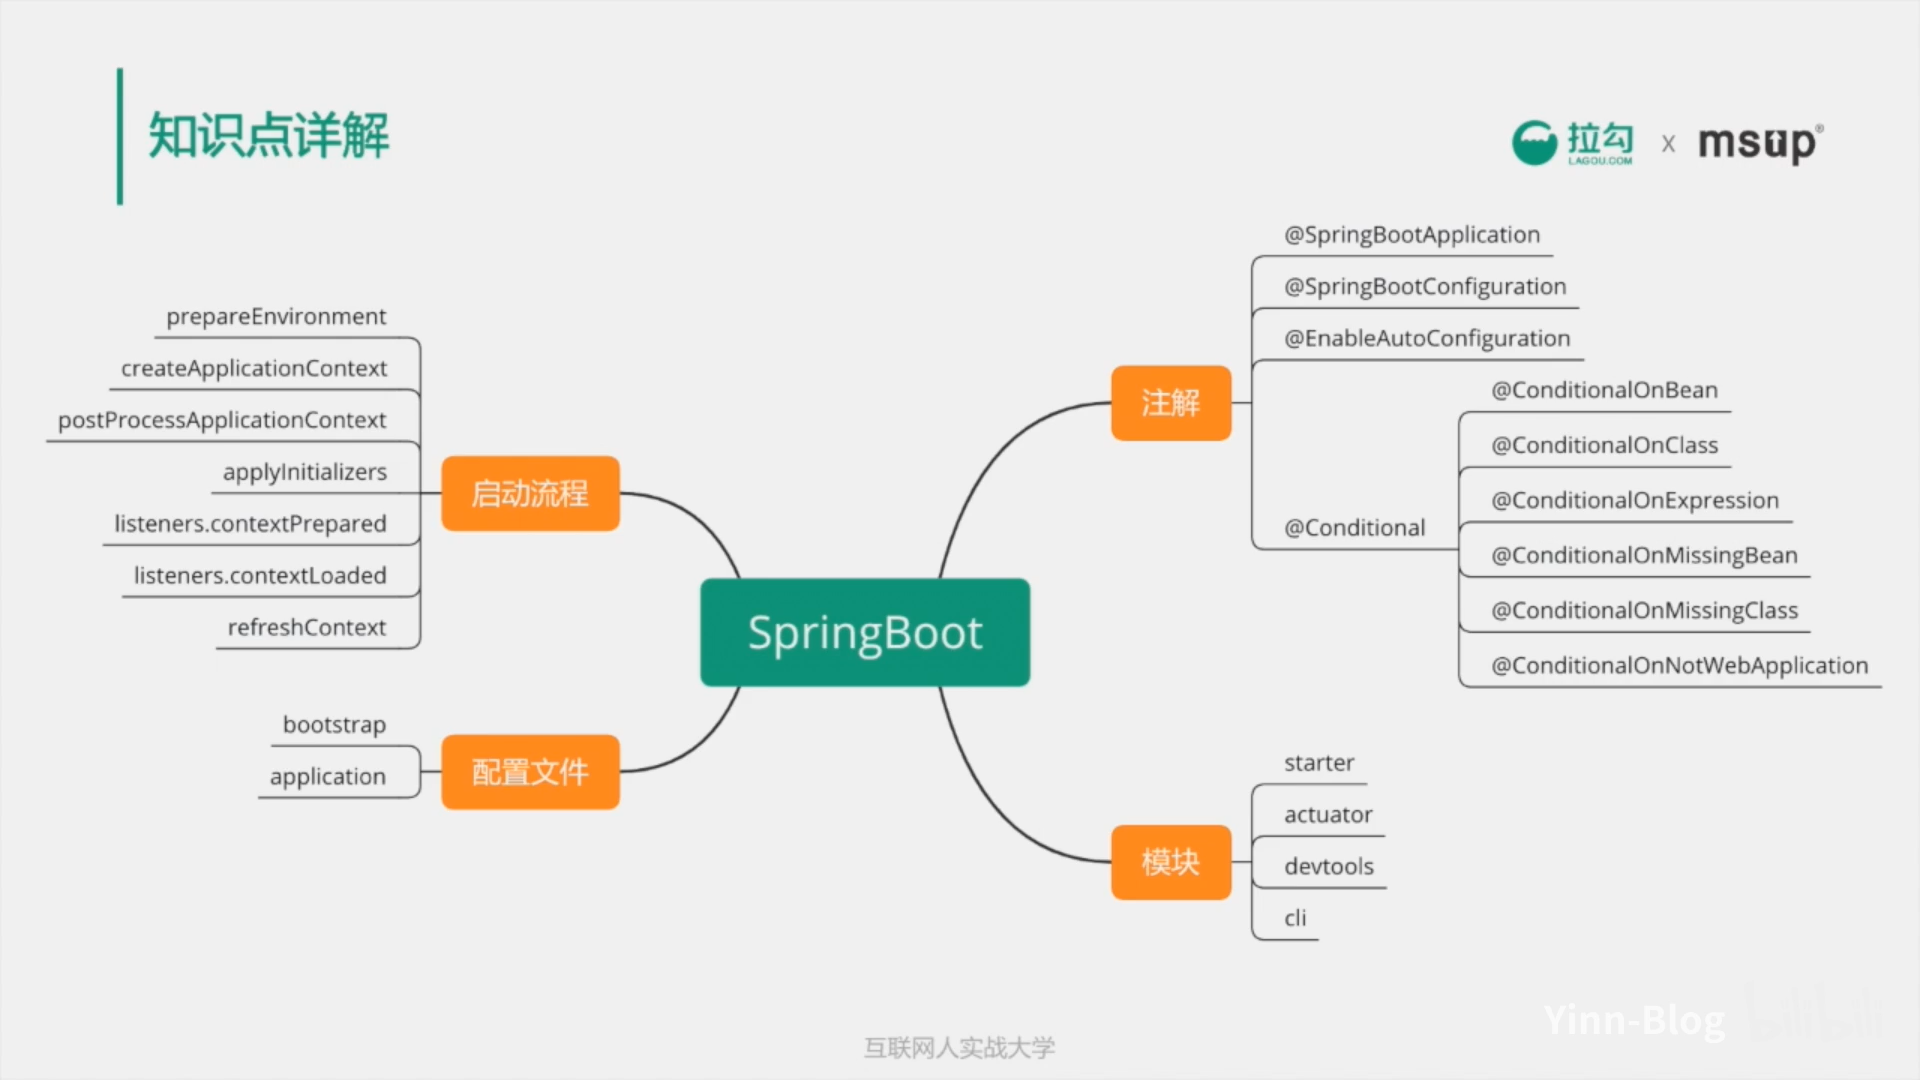 知识点详解
拉勾
LAGOU.COM
X
msup®
prepareEnvironment
createApplicationContext
postProcessApplicationContext
applyInitializers
listeners.contextPrepared
listeners.contextLoaded
refreshContext
启动流程
bootstrap
application
配置文件
SpringBoot
注解
@SpringBootApplication
@SpringBootConfiguration
@EnableAutoConfiguration
@Conditional
@ConditionalOnBean
@ConditionalOnClass
@ConditionalOnExpression
@ConditionalOnMissingBean
@ConditionalOnMissingClass
@ConditionalOnNotWebApplication
模块
starter
actuator
devtools
cli
Yinn-Blog
bilibili
互联网人实战大学